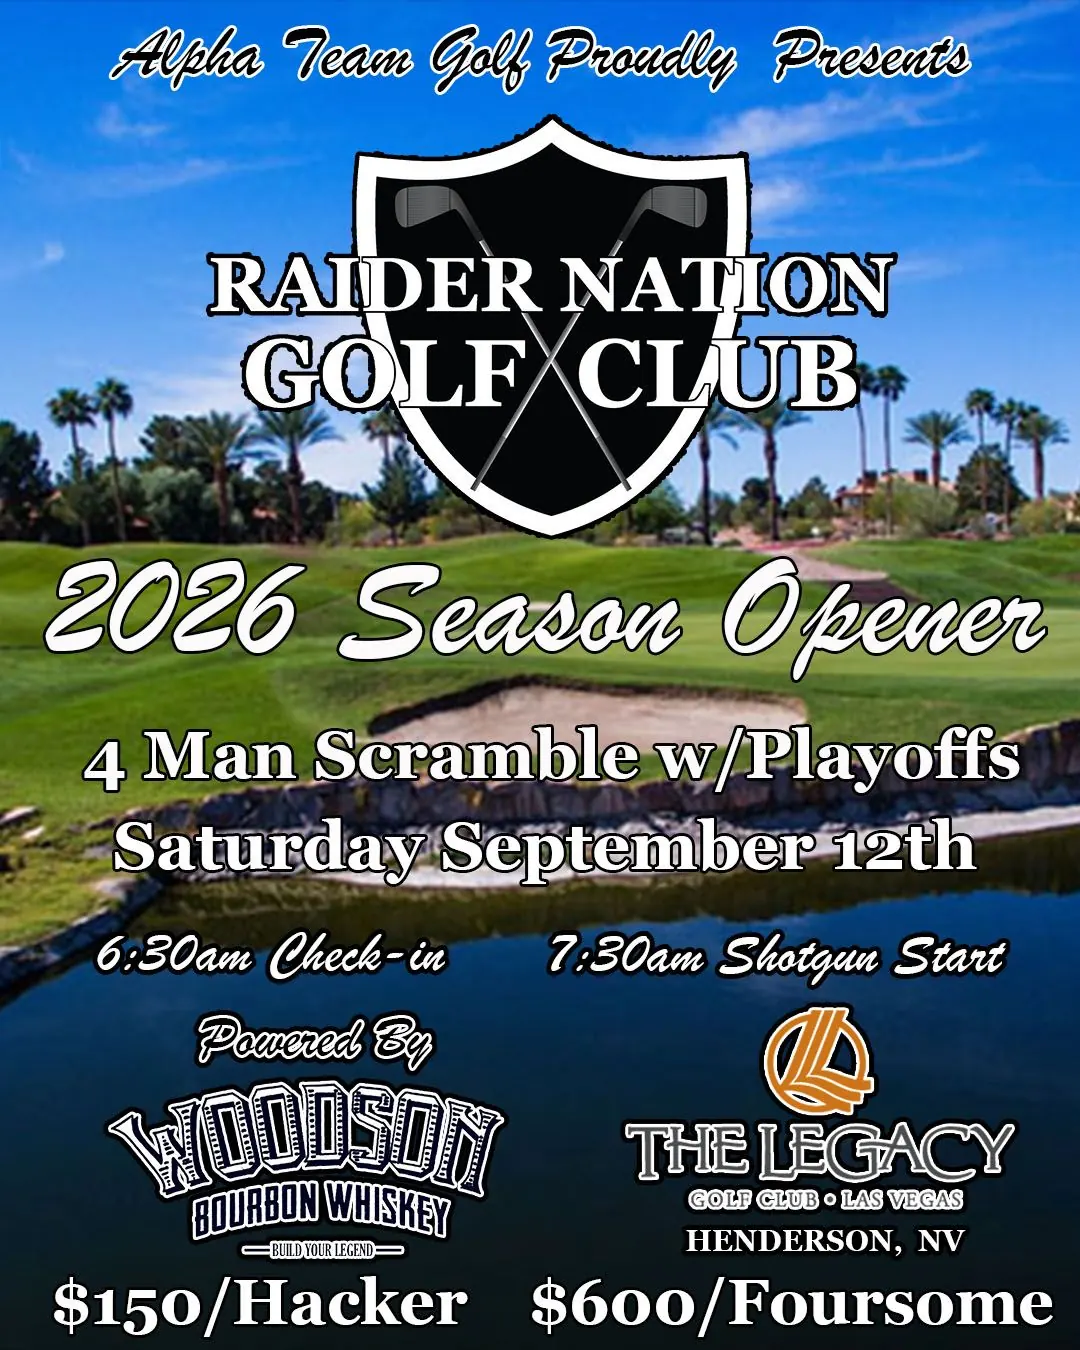 Alpha Team Golf Proudly Presents
RAIDER NATION
GOLF CLUB
2026 Season Opener
4 Man Scramble w/Playoffs
Saturday September 12th
6:30am Check-in
7:30am Shotgun Start
Powered By
WOODSON
BOURBON WHISKEY
BUILD YOUR LEGEND
THE LEGACY
GOLF CLUB • LAS VEGAS
HENDERSON, NV
$150/Hacker
$600/Foursome